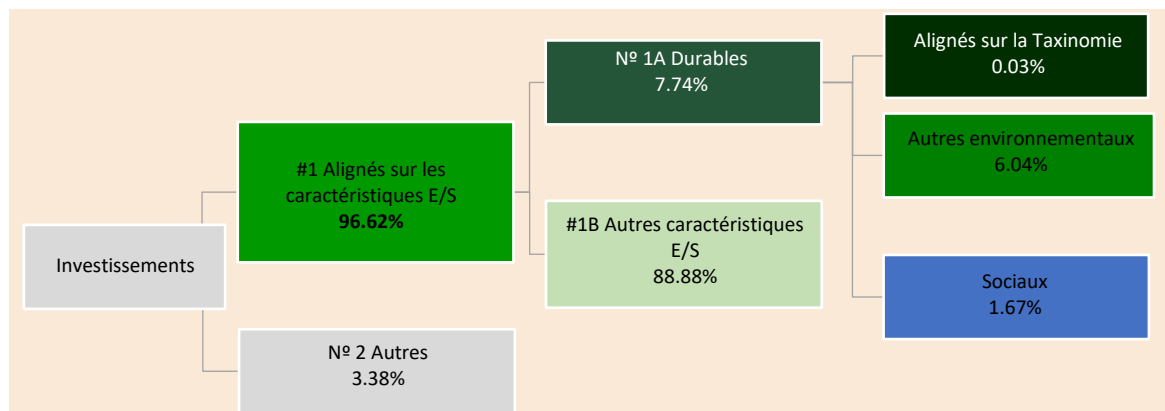 Investissements
#1 Alignés sur les
caractéristiques E/S
96.62%
Nº 2 Autres
3.38%
Nº 1A Durables
7.74%
#1B Autres caractéristiques
E/S
88.88%
Alignés sur la Taxinomie
0.03%
Autres environnementaux
6.04%
Sociaux
1.67%